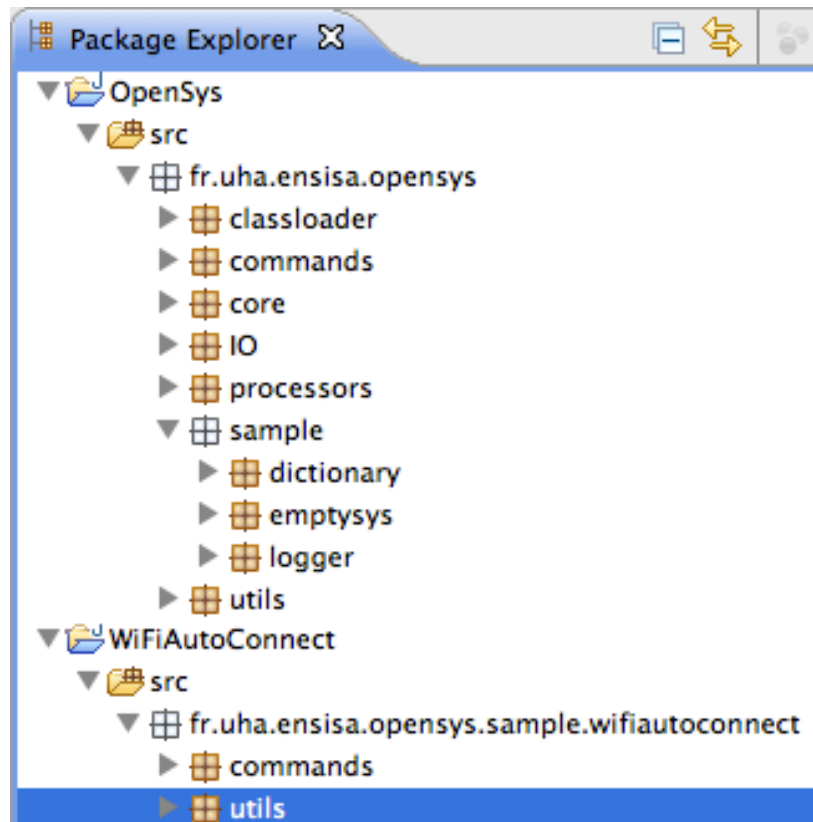 Package Explorer
OpenSys
src
fr.uha.ensisa.opensys
classloader
commands
core
IO
processors
sample
dictionary
emptysys
logger
utils
WiFiAutoConnect
src
fr.uha.ensisa.opensys.sample.wifiautoconnect
commands
utils